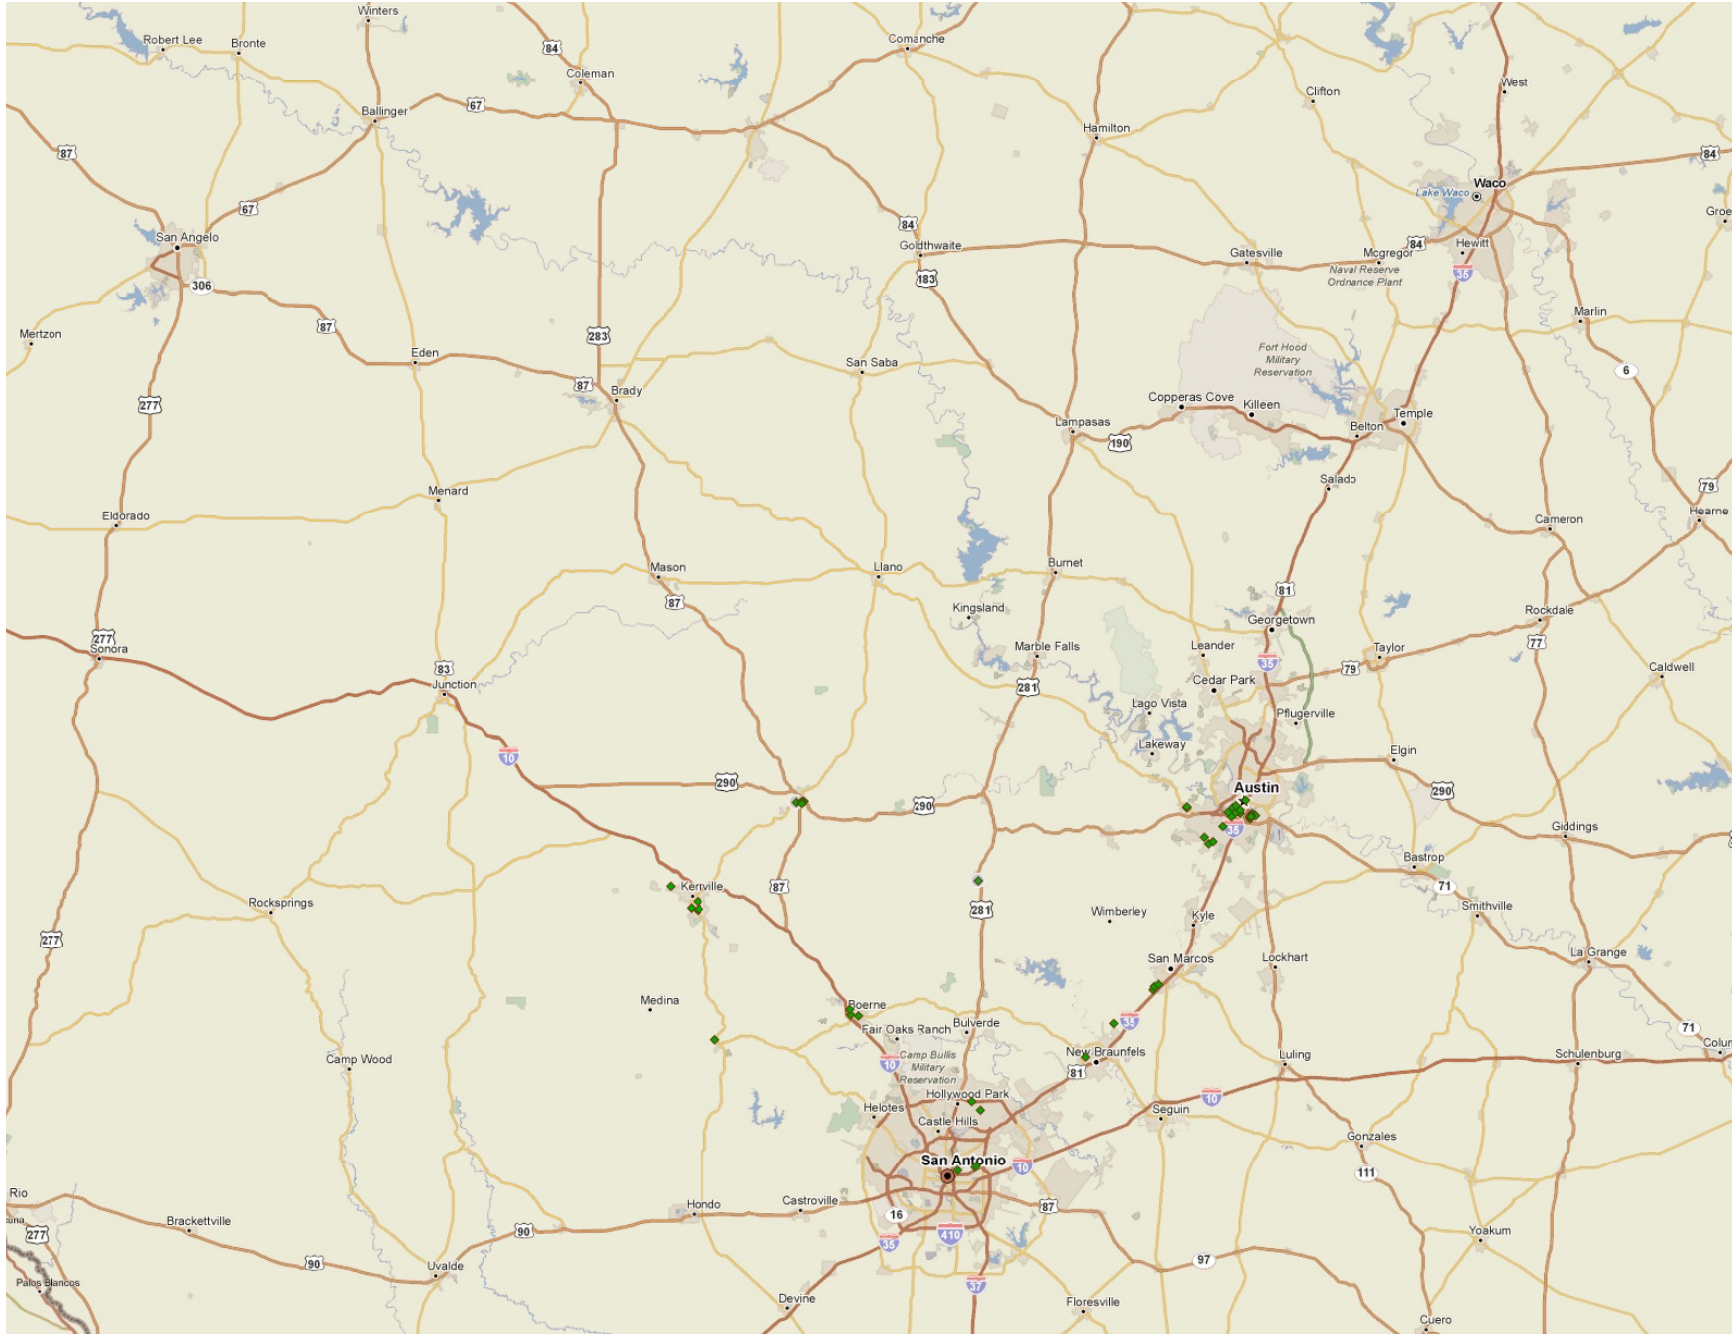 Winters
Robert Lee
Bronte
84
Comanche
Coleman
West
Clifton
67
Ballinger
Hamilton
87
84
Waco
Lake Waco
67
84
Groe
San Angelo
Goldthwaite
84
Hewitt
Gatesville
Mcgregor
Naval Reserve
Ordnance Plant
35
183
306
Marlin
87
283
Mertzon
Eden
Fort Hood
Military
Reservation
San Saba
6
87
Brady
277
Copperas Cove
Killeen
Temple
Lampasas
Belton
190
Salado
79
Menard
Hearne
Eldorado
Cameron
Mason
Llano
Burnet
81
87
Kingsland
Rockdale
Georgetown
277
Sonora
Marble Falls
Leander
35
79
Taylor
77
83
Junction
Cedar Park
281
Caldwell
Lago Vista
Pflugerville
Lakeway
Elgin
10
290
Austin
290
290
35
Giddings
Bastrop
Kerrville
87
71
Rocksprings
281
Wimberley
Kyle
Smithville
277
San Marcos
Lockhart
La Grange
Medina
Boerne
35
Fair Oaks Ranch
Bulverde
71
Camp Wood
10
Camp Bullis
Military
Reservation
New Braunfels
81
Luling
Schulenburg
Colun
Hollywood Park
10
Helotes
Castle Hills
Seguin
Gonzales
San Antonio
10
111
Rio
Castroville
Hondo
87
Brackettville
16
90
277
35
410
Yoakum
90
97
Uvalde
37
Palos Blancos
Devine
Floresville
Cuero